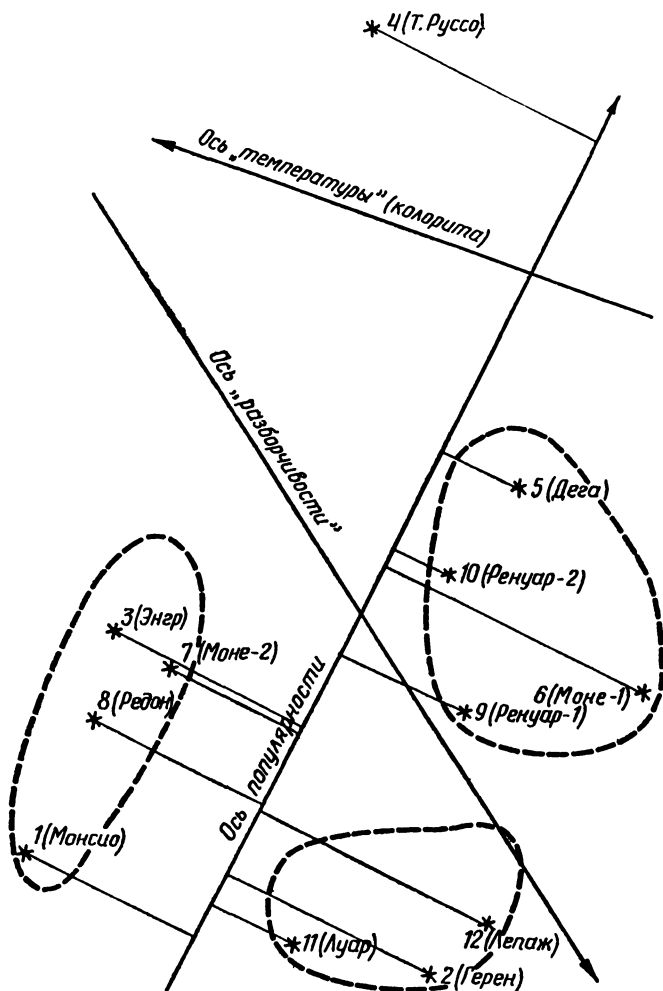 4 (Т. Руссо)
Ось „температуры” (колорита)
Ось „разборчивости”
5 (Дега)
10 (Ренуар-2)
3 (Энгр)
7 (Моне-2)
6 (Моне-1)
8 (Редон)
9 (Ренуар-1)
Ось популярности
1 (Монсио)
12 (Лепаж)
11 (Луар)
2 (Герен)